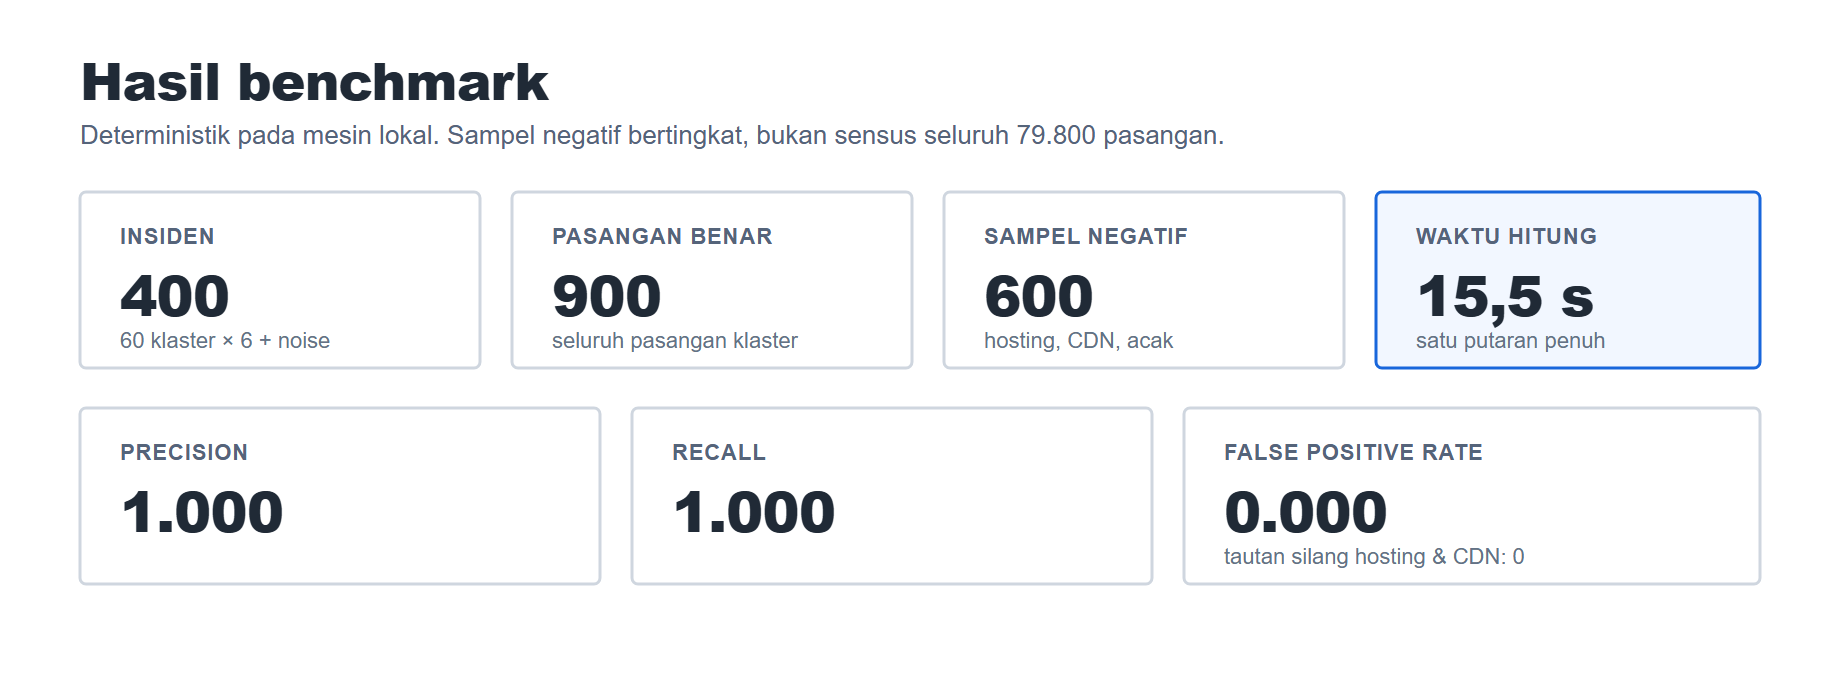 Hasil benchmark
Deterministik pada mesin lokal. Sampel negatif bertingkat, bukan sensus seluruh 79.800 pasangan.
INSIDEN
400
60 klaster × 6 + noise
PASANGAN BENAR
900
seluruh pasangan klaster
SAMPEL NEGATIF
600
hosting, CDN, acak
WAKTU HITUNG
15,5 s
satu putaran penuh
PRECISION
1.000
RECALL
1.000
FALSE POSITIVE RATE
0.000
tautan silang hosting & CDN: 0